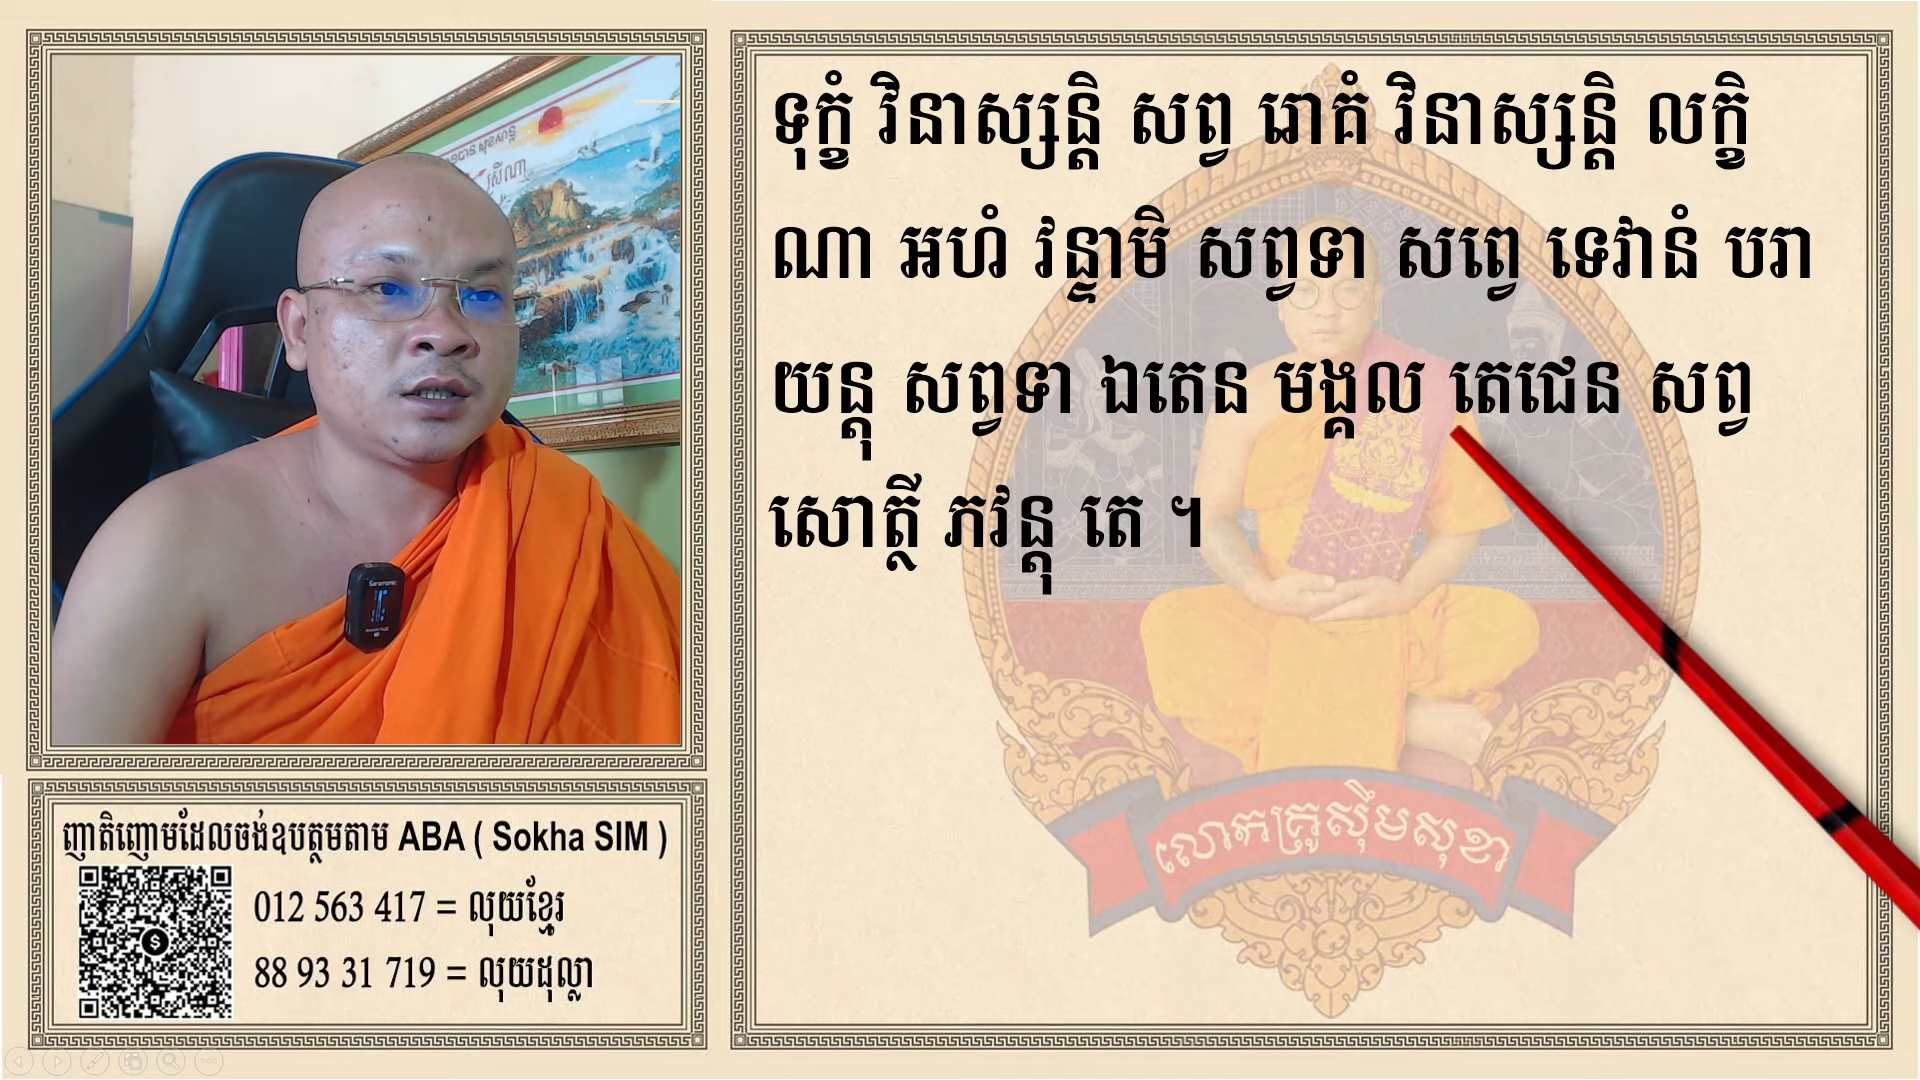 ទុក្ខំ វិនាស្សន្តិ សព្វ រោគំ វិនាស្សន្តិ លក្ខិ
ណា អហំ វន្ទាមិ សព្វទា សព្វេ ទេវានំ បរា
យន្តុ សព្វទា ឯតេន មង្គល តេជេន សព្វ
សោត្ថី ភវន្តុ តេ ។
លោកគ្រូស៊ឹមសុខា
ញាតិញោមដែលចង់ឧបត្ថមតាម ABA ( Sokha SIM )
012 563 417 = លុយខ្មែរ
88 93 31 719 = លុយដុល្លា
Saramonic